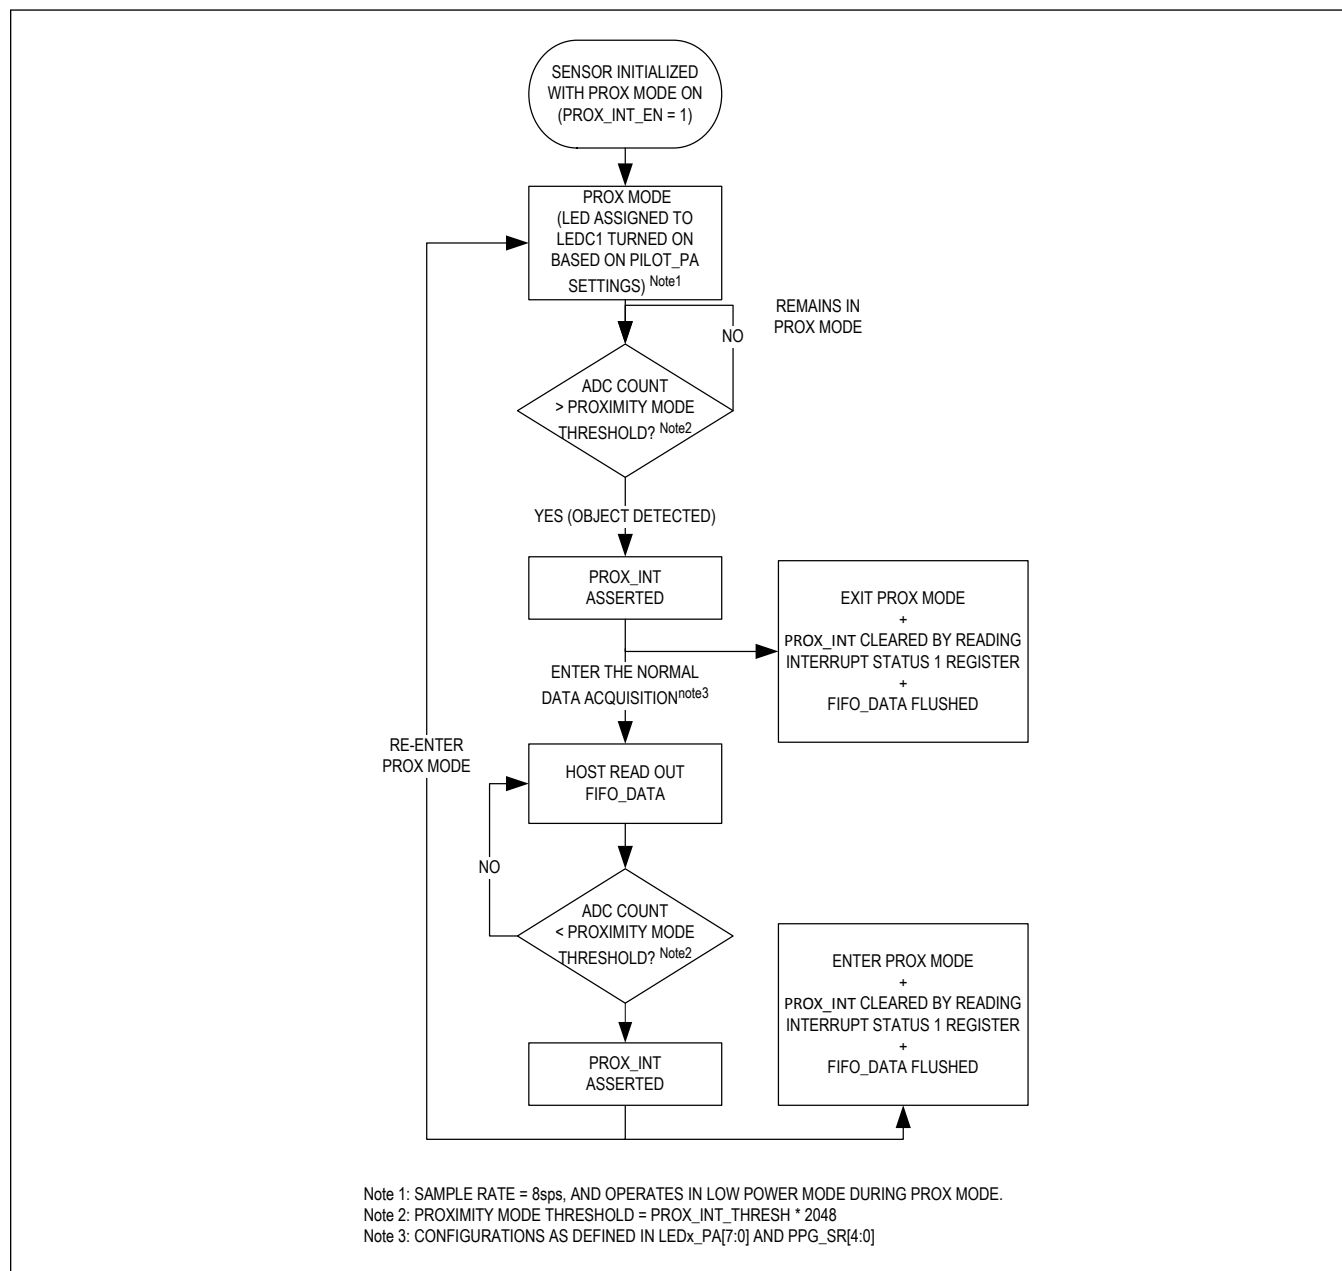 SENSOR INITIALIZED
WITH PROX MODE ON
(PROX_INT_EN = 1)
PROX MODE
(LED ASSIGNED TO
LEDC1 TURNED ON
BASED ON PILOT_PA
SETTINGS) Note1
REMAINS IN
PROX MODE
NO
ADC COUNT
> PROXIMITY MODE
THRESHOLD? Note2
YES (OBJECT DETECTED)
PROX_INT
ASSERTED
EXIT PROX MODE
+
PROX_INT CLEARED BY READING
INTERRUPT STATUS 1 REGISTER
+
FIFO_DATA FLUSHED
ENTER THE NORMAL
DATA ACQUISITIONnote3
RE-ENTER
PROX MODE
HOST READ OUT
FIFO_DATA
NO
ADC COUNT
< PROXIMITY MODE
THRESHOLD? Note2
ENTER PROX MODE
+
PROX_INT CLEARED BY READING
INTERRUPT STATUS 1 REGISTER
+
FIFO_DATA FLUSHED
PROX_INT
ASSERTED
Note 1: SAMPLE RATE = 8sps, AND OPERATES IN LOW POWER MODE DURING PROX MODE.
Note 2: PROXIMITY MODE THRESHOLD = PROX_INT_THRESH * 2048
Note 3: CONFIGURATIONS AS DEFINED IN LEDx_PA[7:0] AND PPG_SR[4:0]